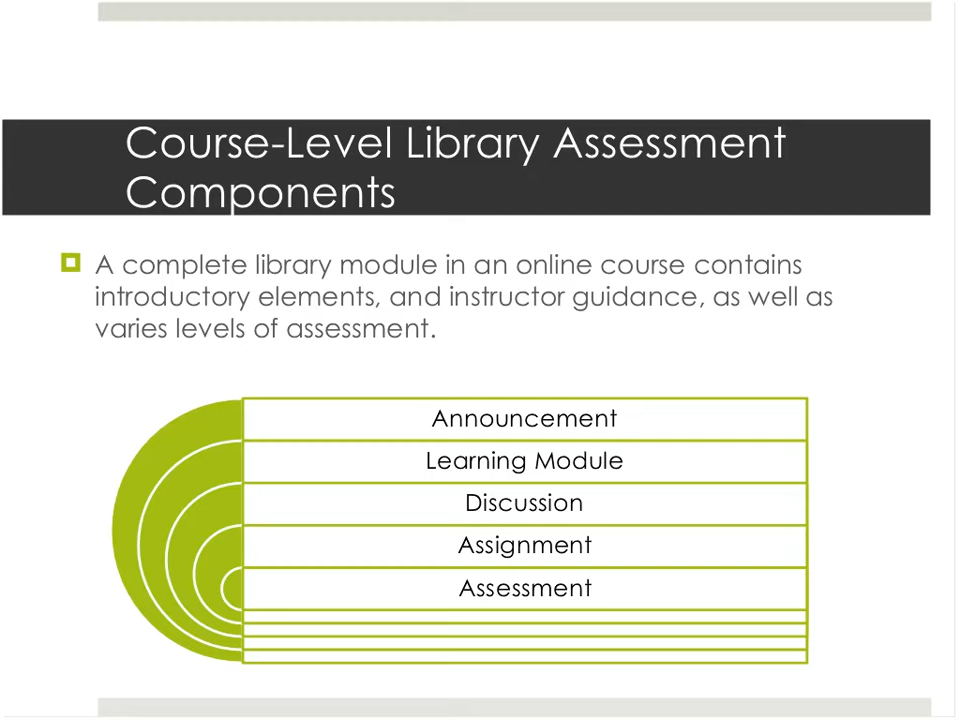 Course-Level Library Assessment
Components
A complete library module in an online course contains
introductory elements, and instructor guidance, as well as
varies levels of assessment.
Announcement
Learning Module
Discussion
Assignment
Assessment